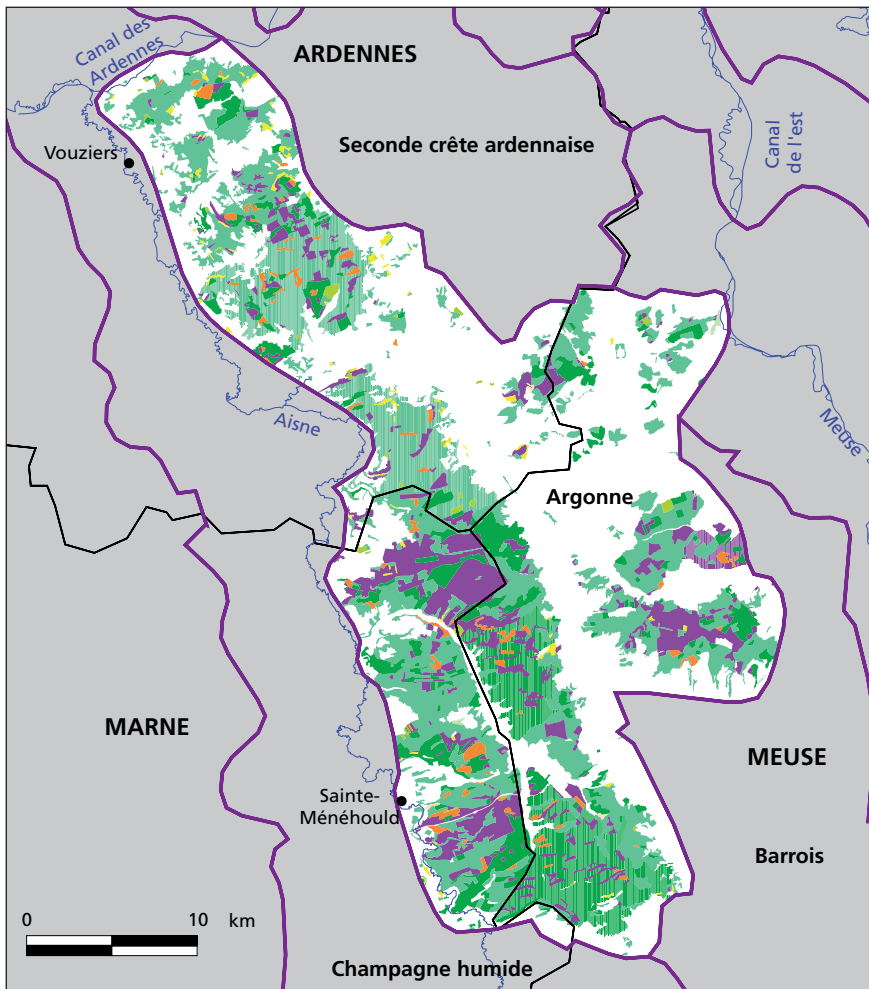 Canal des
Ardennes
ARDENNES
Seconde crête ardennaise
Canal
de l'est
Vouziers
Aisne
Meuse
Argonne
MARNE
MEUSE
Sainte-
Ménéhould
Barrois
0 10 km
Champagne humide